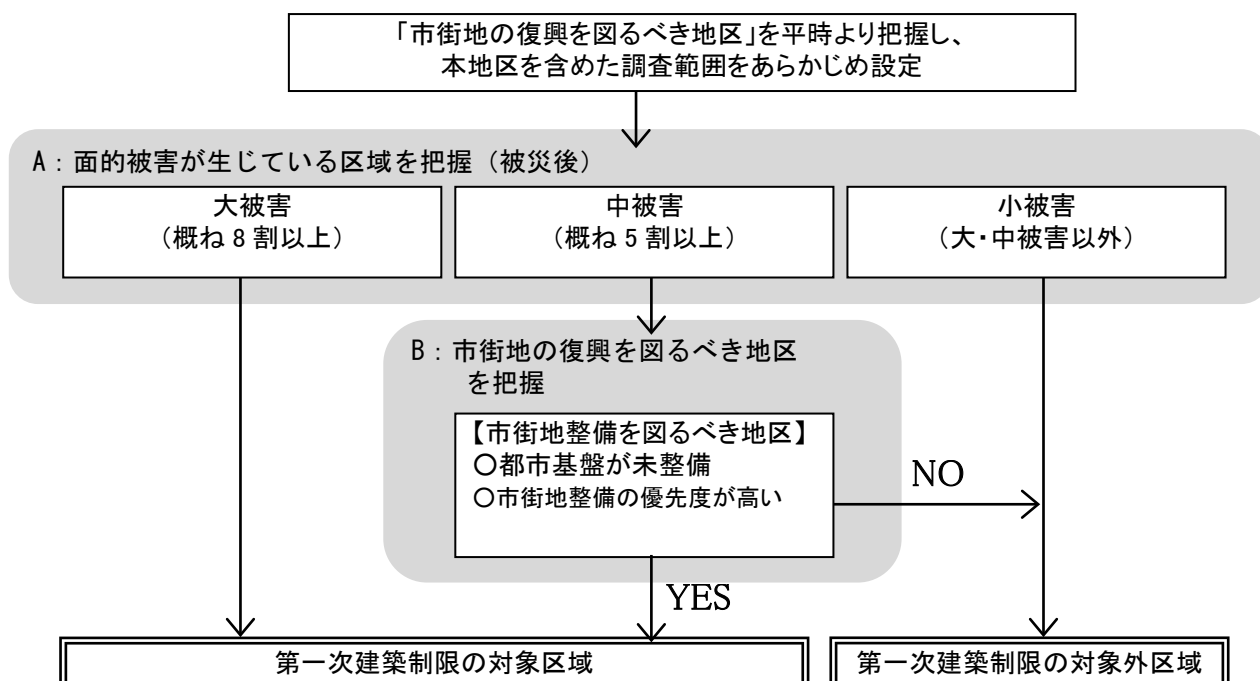 「市街地の復興を図るべき地区」を平時より把握し、
本地区を含めた調査範囲をあらかじめ設定
A：面的被害が生じている区域を把握（被災後）
大被害
（概ね 8 割以上）
中被害
（概ね 5 割以上）
小被害
（大・中被害以外）
B：市街地の復興を図るべき地区
を把握
【市街地整備を図るべき地区】
○都市基盤が未整備
○市街地整備の優先度が高い
NO
YES
第一次建築制限の対象区域
第一次建築制限の対象外区域